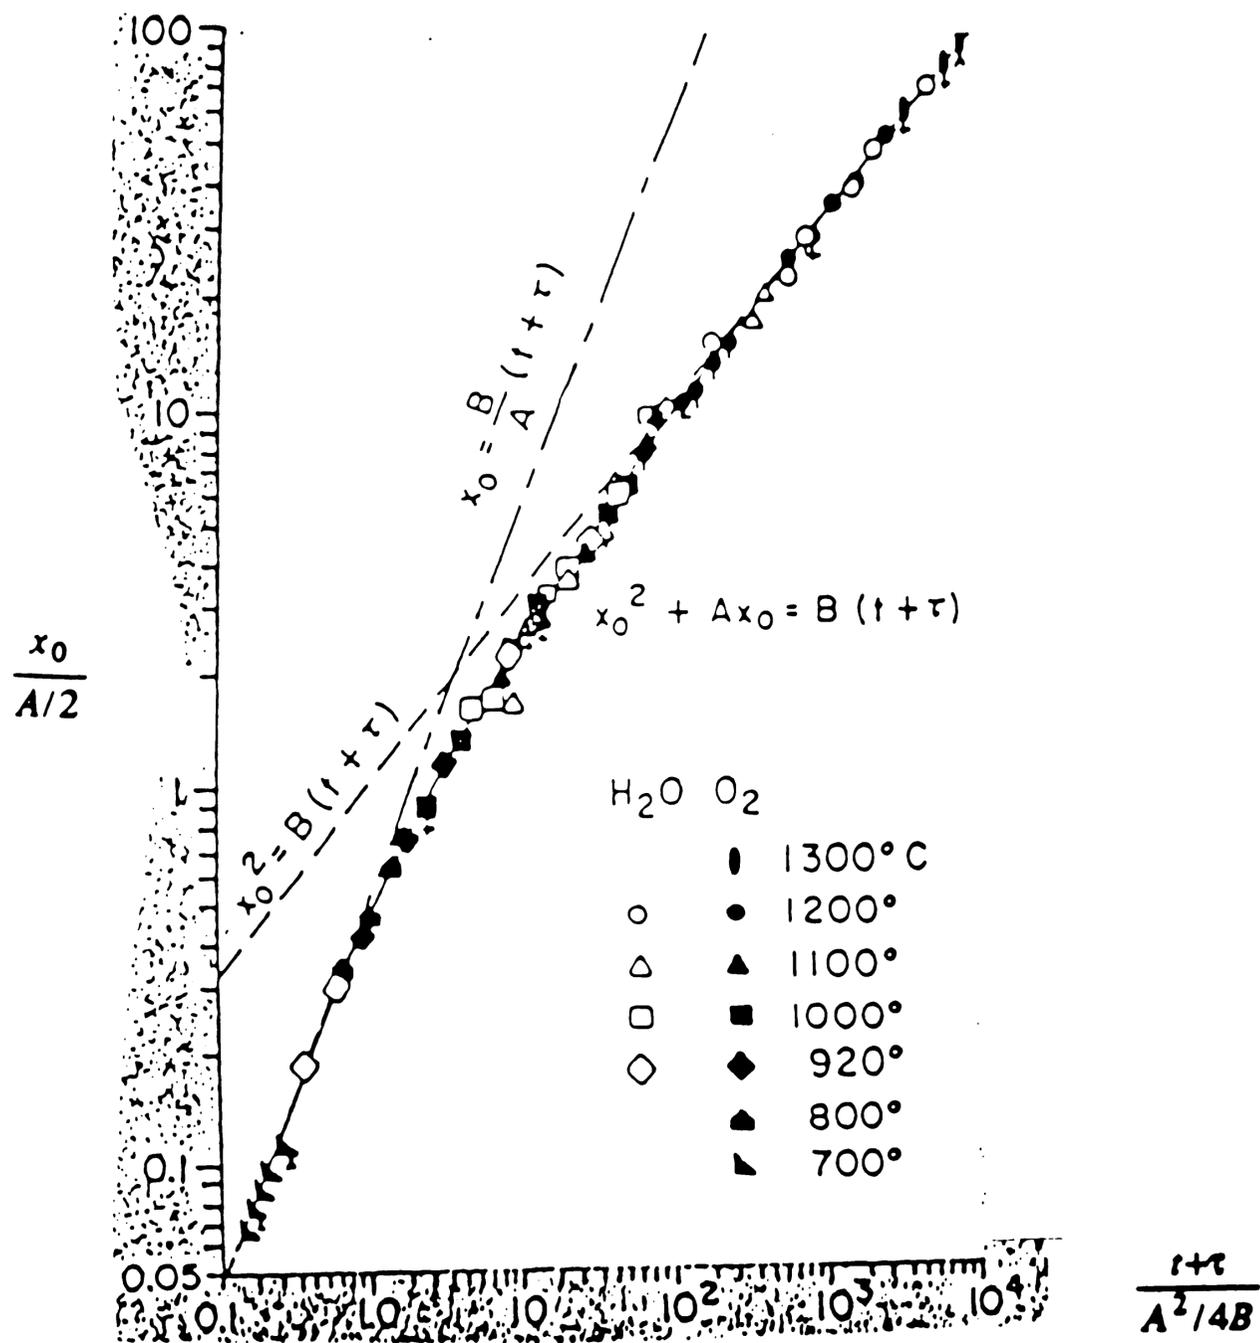 100
10
1
0.1
0.05
x₀
A/2
x₀ = B/A (t + τ)
x₀² = B (t + τ)
x₀² + Ax₀ = B (t + τ)
H₂O O₂
1300° C
1200°
1100°
1000°
920°
800°
700°
0.1 1.0 10 10² 10³ 10⁴
t+τ
A²/4B